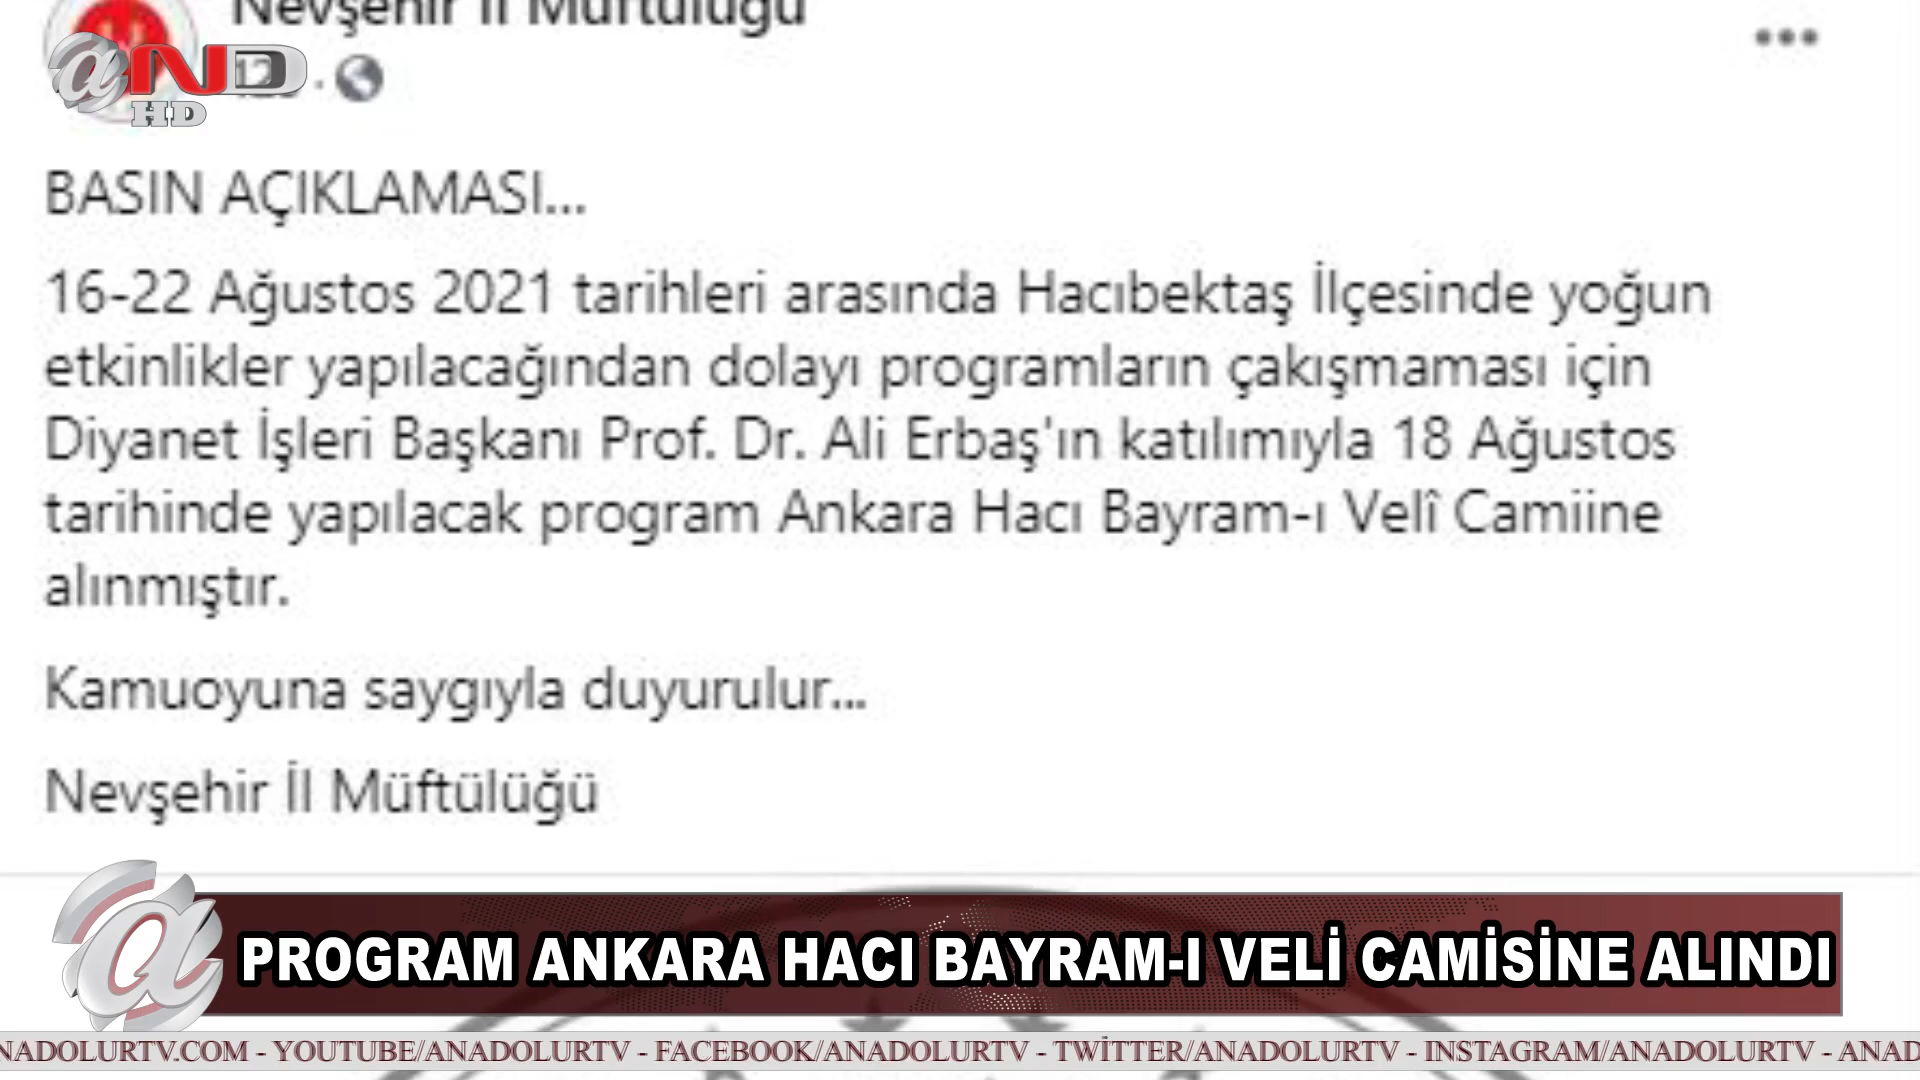 Nevşehir İl Müftülüğü
@ND
HD
BASIN AÇIKLAMASI...
16-22 Ağustos 2021 tarihleri arasında Hacıbektaş İlçesinde yoğun
etkinlikler yapılacağından dolayı programların çakışmaması için
Diyanet İşleri Başkanı Prof. Dr. Ali Erbaş'ın katılımıyla 18 Ağustos
tarihinde yapılacak program Ankara Hacı Bayram-ı Velî Camiine
alınmıştır.
Kamuoyuna saygıyla duyurulur...
Nevşehir İl Müftülüğü
PROGRAM ANKARA HACI BAYRAM-I VELİ CAMİSİNE ALINDI
NADOLURTV.COM - YOUTUBE/ANADOLURTV - FACEBOOK/ANADOLURTV - TWİTTER/ANADOLURTV - INSTAGRAM/ANADOLURTV - ANAD